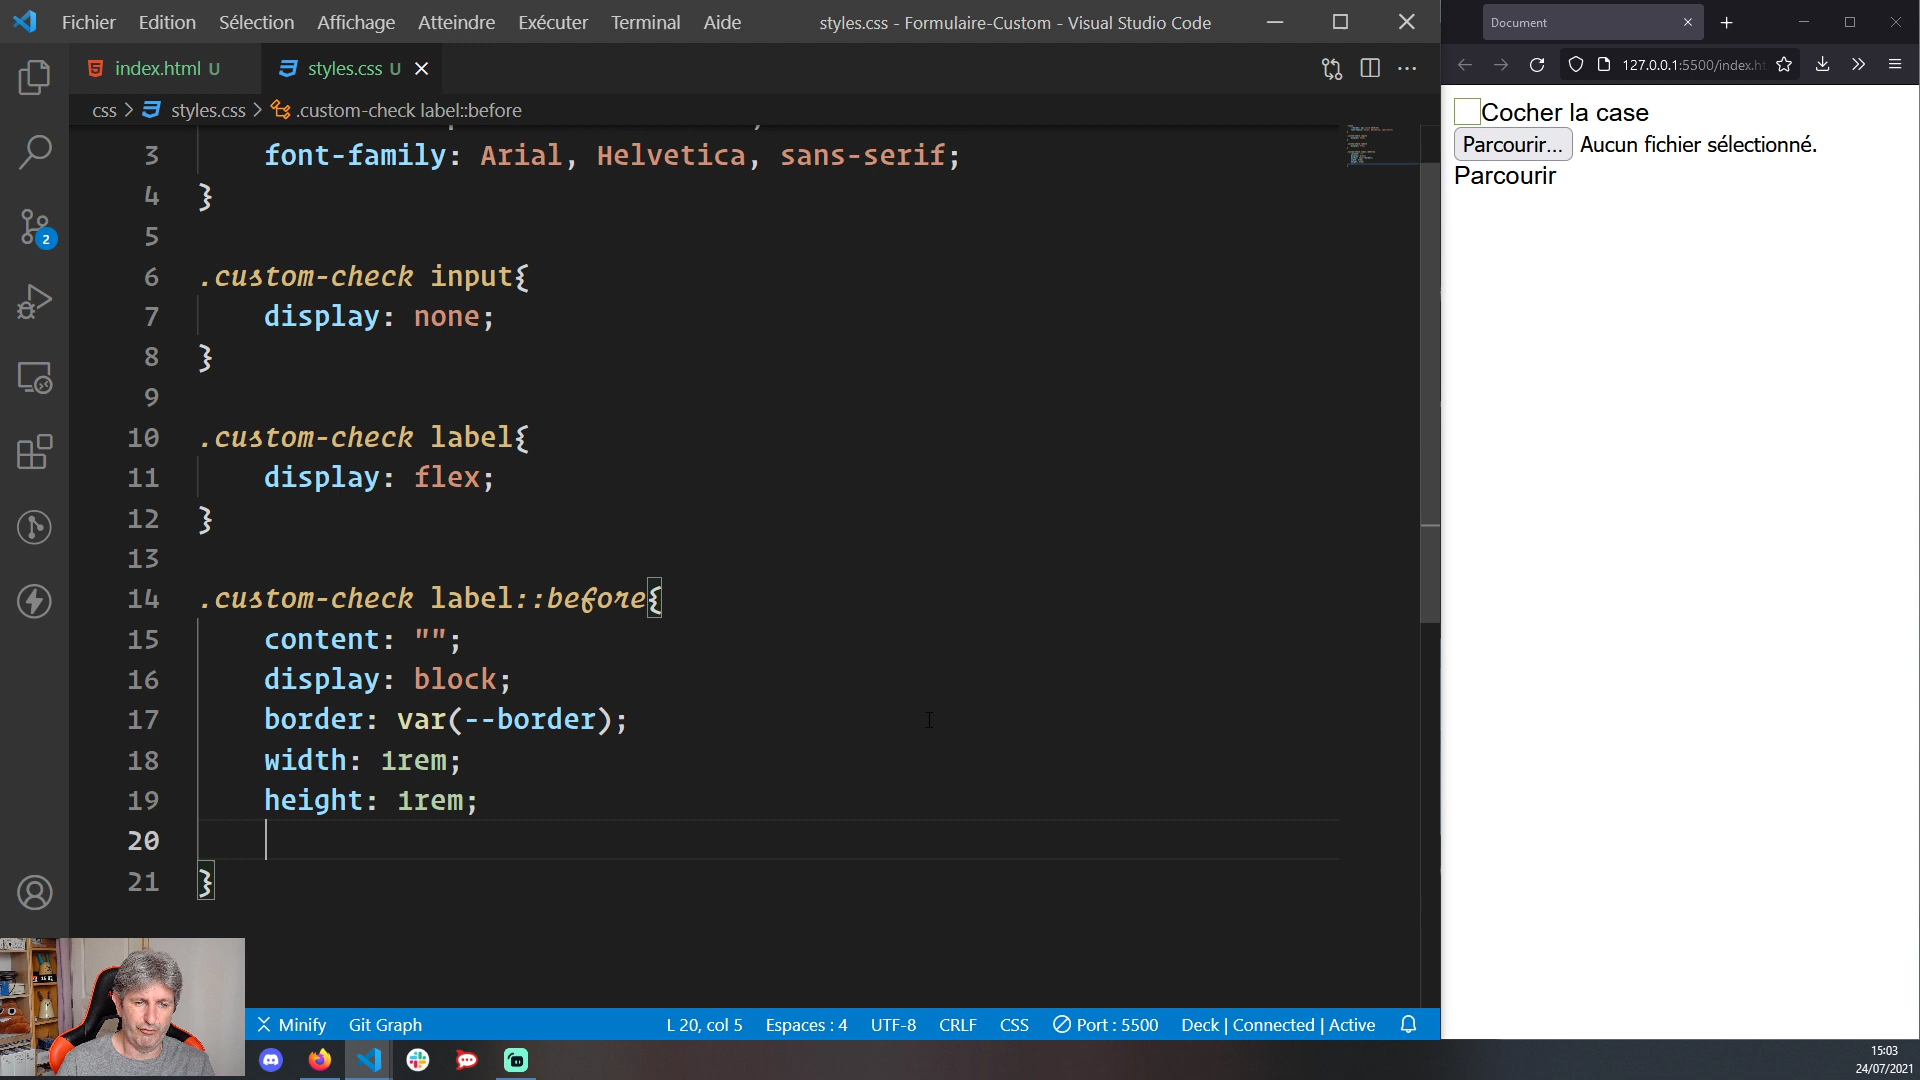 Fichier Edition Sélection Affichage Atteindre Exécuter Terminal Aide
styles.css - Formulaire-Custom - Visual Studio Code
index.html U
styles.css U
css > styles.css > .custom-check label::before
3 font-family: Arial, Helvetica, sans-serif;
4 }
5
6 .custom-check input{
7 display: none;
8 }
9
10 .custom-check label{
11 display: flex;
12 }
13
14 .custom-check label::before{
15 content: "";
16 display: block;
17 border: var(--border);
18 width: 1rem;
19 height: 1rem;
20
21 }
2
Minify Git Graph L 20, col 5 Espaces : 4 UTF-8 CRLF CSS Port : 5500 Deck | Connected | Active
Document
127.0.0.1:5500/index.ht
Cocher la case
Parcourir... Aucun fichier sélectionné.
Parcourir
15:03
24/07/2021